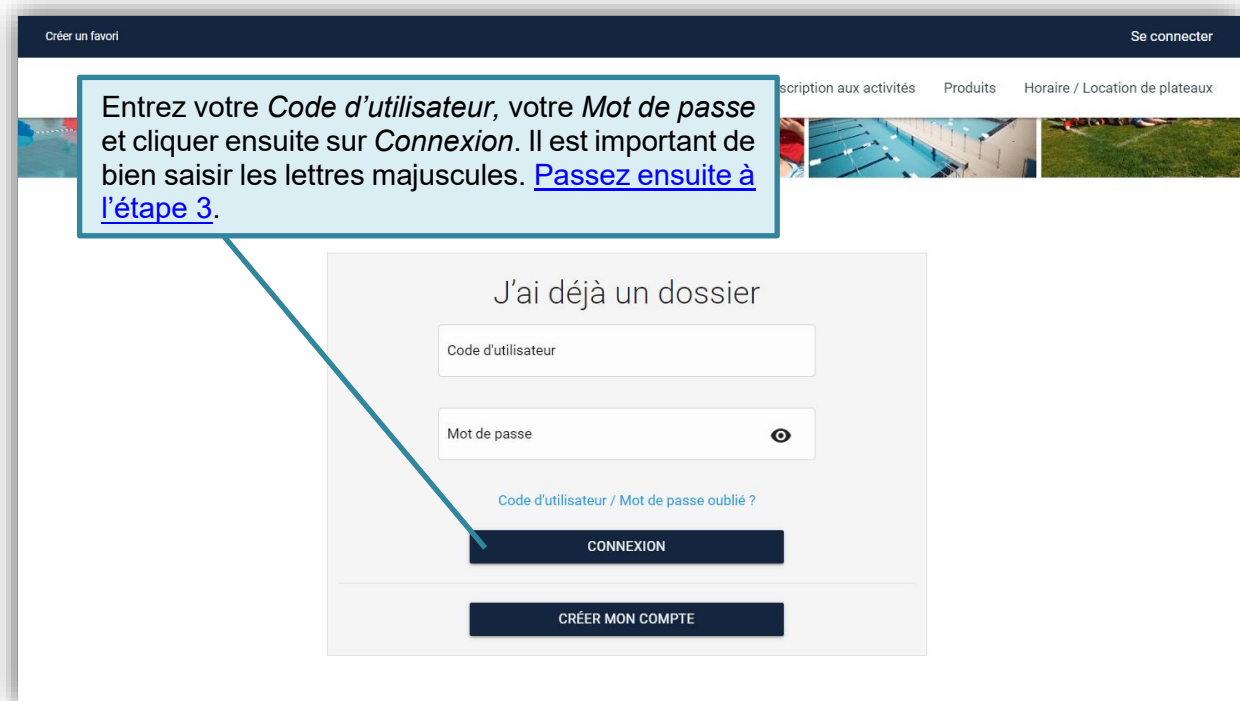 Créer un favori
Se connecter
scription aux activités
Produits
Horaire / Location de plateaux
Entrez votre Code d’utilisateur, votre Mot de passe
et cliquer ensuite sur Connexion. Il est important de
bien saisir les lettres majuscules. Passez ensuite à
l’étape 3.
J'ai déjà un dossier
Code d'utilisateur
Mot de passe
Code d'utilisateur / Mot de passe oublié ?
CONNEXION
CRÉER MON COMPTE